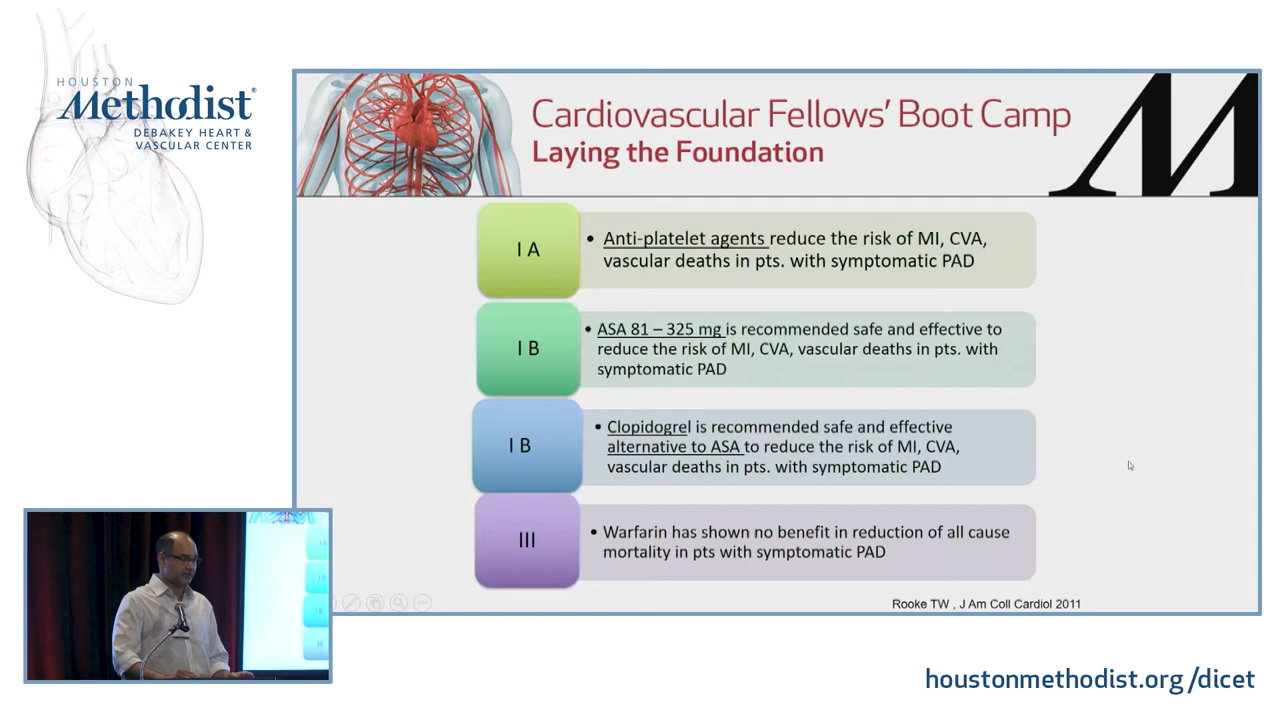 HOUSTON
Methodist®
DEBAKEY HEART &
VASCULAR CENTER
Cardiovascular Fellows' Boot Camp
Laying the Foundation
M
I A
• Anti-platelet agents reduce the risk of MI, CVA,
vascular deaths in pts. with symptomatic PAD
I B
• ASA 81 – 325 mg is recommended safe and effective to
reduce the risk of MI, CVA, vascular deaths in pts. with
symptomatic PAD
I B
• Clopidogrel is recommended safe and effective
alternative to ASA to reduce the risk of MI, CVA,
vascular deaths in pts. with symptomatic PAD
III
• Warfarin has shown no benefit in reduction of all cause
mortality in pts with symptomatic PAD
Rooke TW , J Am Coll Cardiol 2011
houstonmethodist.org/dicet